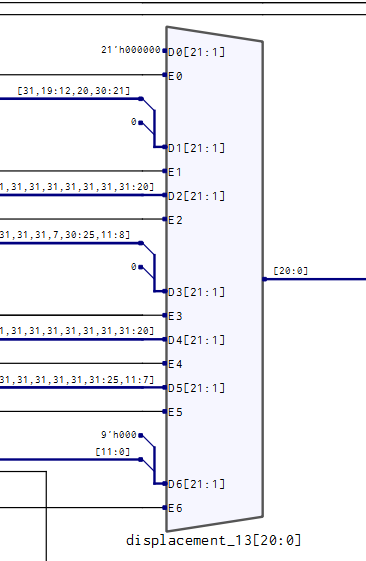 21'h000000 D0[21:1]
E0
[31,19:12,20,30:21]
0
D1[21:1]
E1
1,31,31,31,31,31,31,31:20] D2[21:1]
E2
31,31,31,7,30:25,11:8]
0
[20:0]
D3[21:1]
E3
1,31,31,31,31,31,31,31:20] D4[21:1]
E4
31,31,31,31,31,31:25,11:7] D5[21:1]
E5
9'h000
[11:0]
D6[21:1]
E6
displacement_13[20:0]